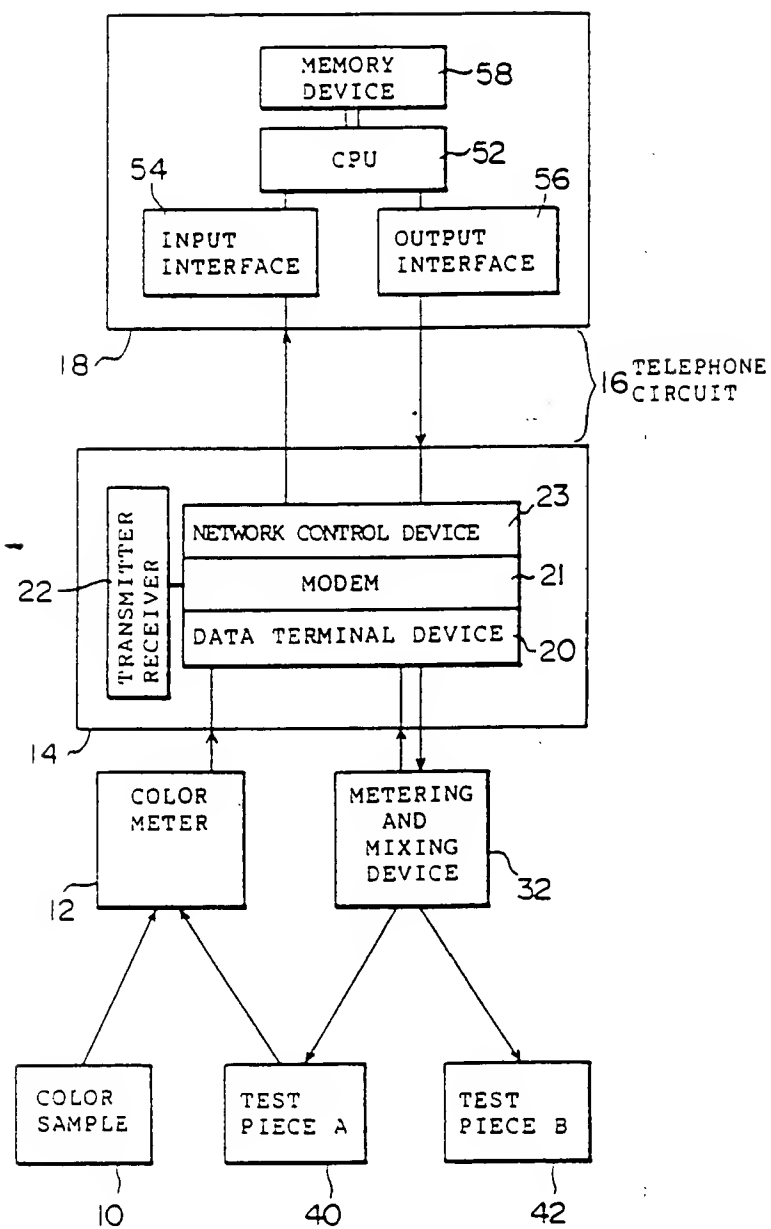 MEMORY
DEVICE
58
CPU
52
54
56
INPUT
INTERFACE
OUTPUT
INTERFACE
18
16 TELEPHONE
CIRCUIT
TRANSMITTER
RECEIVER
22
NETWORK CONTROL DEVICE
23
MODEM
21
DATA TERMINAL DEVICE
20
14
COLOR
METER
12
METERING
AND
MIXING
DEVICE
32
COLOR
SAMPLE
10
TEST
PIECE A
40
TEST
PIECE B
42